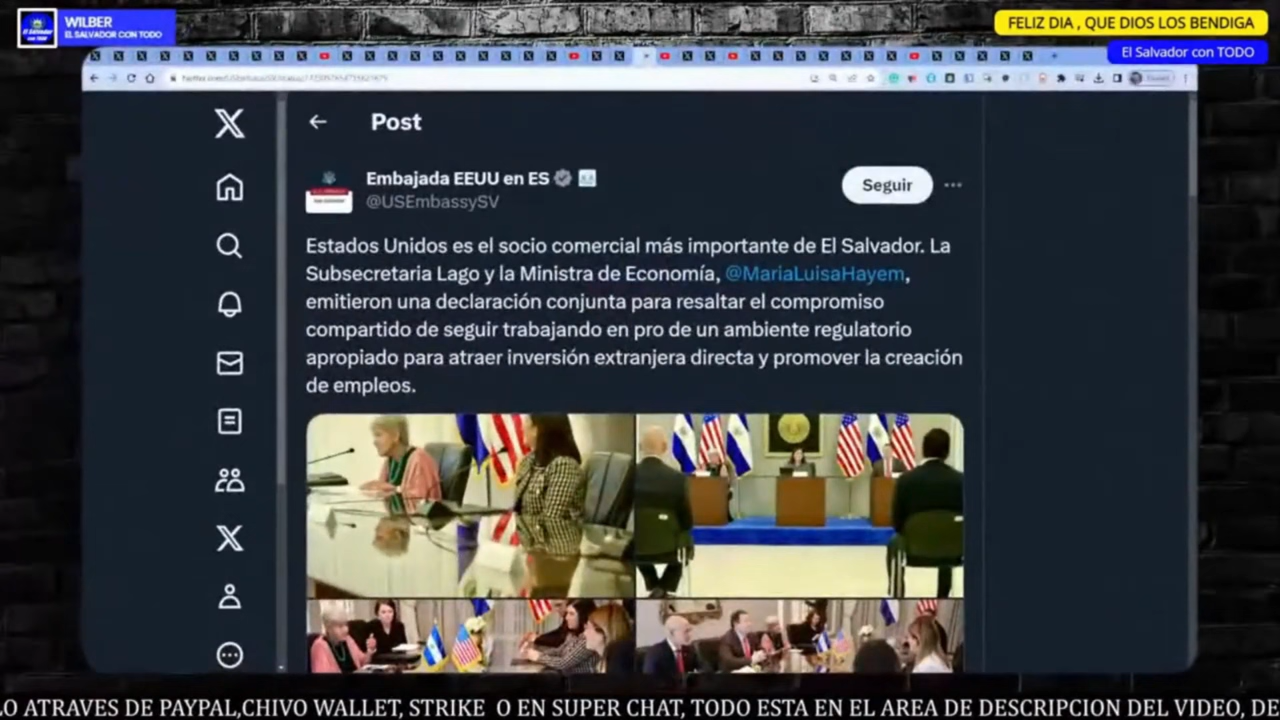 WILBER
EL SALVADOR CON TODO
FELIZ DIA , QUE DIOS LOS BENDIGA
El Salvador con TODO
Post
Embajada EEUU en ES
@USEmbassySV
Seguir
Estados Unidos es el socio comercial más importante de El Salvador. La
Subsecretaria Lago y la Ministra de Economía, @MariaLuisaHayem,
emitieron una declaración conjunta para resaltar el compromiso
compartido de seguir trabajando en pro de un ambiente regulatorio
apropiado para atraer inversión extranjera directa y promover la creación
de empleos.
LO ATRAVES DE PAYPAL,CHIVO WALLET, STRIKE O EN SUPER CHAT, TODO ESTA EN EL AREA DE DESCRIPCION DEL VIDEO, DE